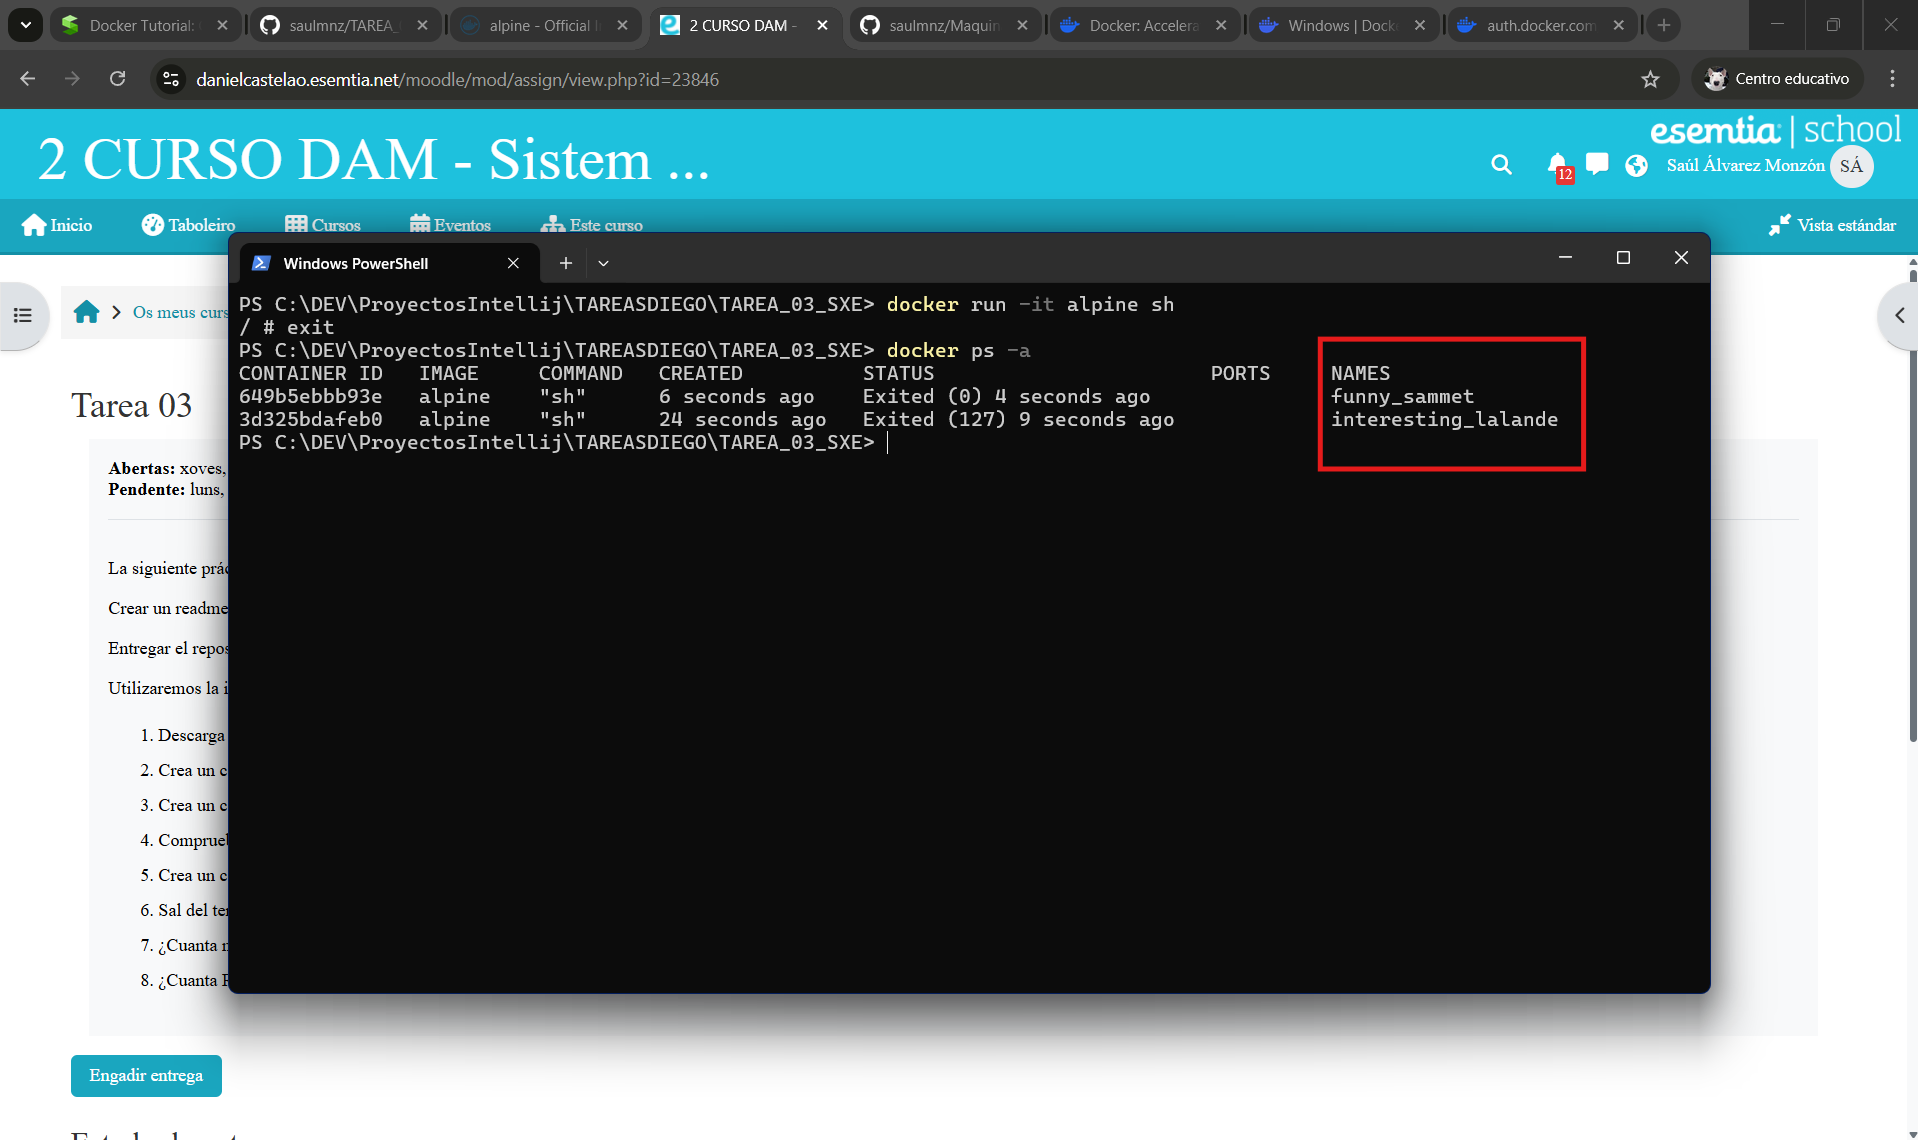 Docker Tutorial:
saulmnz/TAREA_
alpine - Official I
2 CURSO DAM -
saulmnz/Maquin
Docker: Accelera
Windows | Docke
auth.docker.com
danielcastelao.esemtia.net/moodle/mod/assign/view.php?id=23846
Centro educativo
2 CURSO DAM - Sistem ...
esemtia | school
12
Saúl Álvarez Monzón
SÁ
Inicio
Taboleiro
Cursos
Eventos
Este curso
Vista estándar
Os meus curs
Windows PowerShell
PS C:\DEV\ProyectosIntellij\TAREASDIEGO\TAREA_03_SXE> docker run -it alpine sh
/ # exit
PS C:\DEV\ProyectosIntellij\TAREASDIEGO\TAREA_03_SXE> docker ps -a
CONTAINER ID IMAGE COMMAND CREATED STATUS PORTS NAMES
649b5ebbb93e alpine "sh" 6 seconds ago Exited (0) 4 seconds ago funny_sammet
3d325bdafeb0 alpine "sh" 24 seconds ago Exited (127) 9 seconds ago interesting_lalande
PS C:\DEV\ProyectosIntellij\TAREASDIEGO\TAREA_03_SXE>
Tarea 03
Abertas: xoves,
Pendente: luns,
La siguiente prác
Crear un readme
Entregar el repos
Utilizaremos la i
1. Descarga
2. Crea un c
3. Crea un c
4. Comprueb
5. Crea un c
6. Sal del ter
7. ¿Cuanta m
8. ¿Cuanta
Engadir entrega